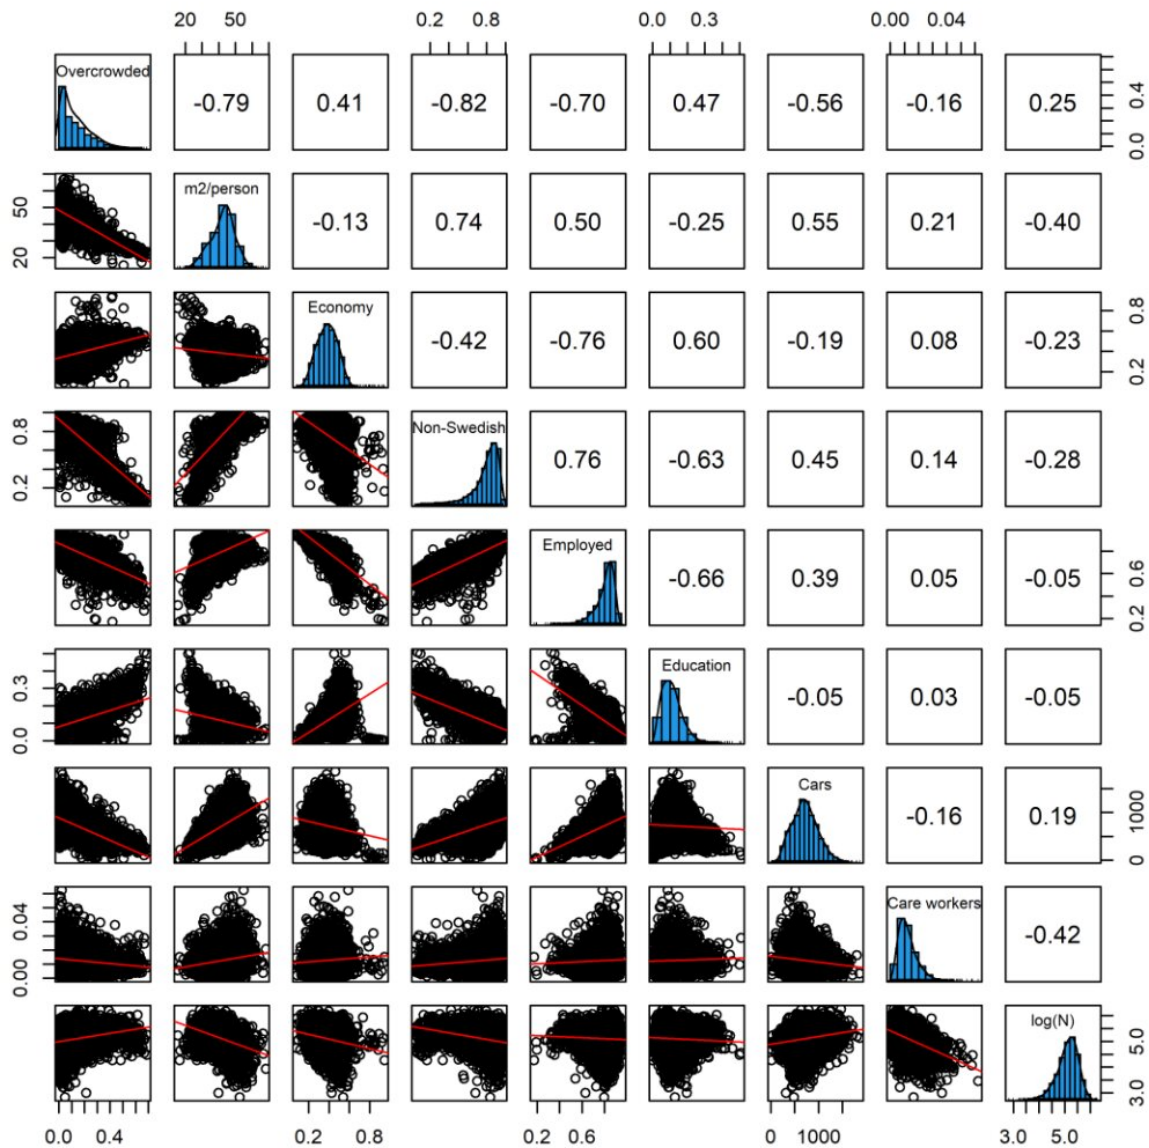 20 50 0.2 0.8 0.0 0.3 0.00 0.04
Overcrowded -0.79 0.41 -0.82 -0.70 0.47 -0.56 -0.16 0.25 0.0 0.4
50 20 m2/person -0.13 0.74 0.50 -0.25 0.55 0.21 -0.40
Economy -0.42 -0.76 0.60 -0.19 0.08 -0.23 0.2 0.8
0.8 0.2 Non-Swedish 0.76 -0.63 0.45 0.14 -0.28
Employed -0.66 0.39 0.05 -0.05 0.2 0.6
0.3 0.0 Education -0.05 0.03 -0.05
Cars -0.16 0.19 0 1000
0.04 0.00 Care workers -0.42
log(N) 3.0 5.0
0.0 0.4 0.2 0.8 0.2 0.6 0 1000 3.0 5.0